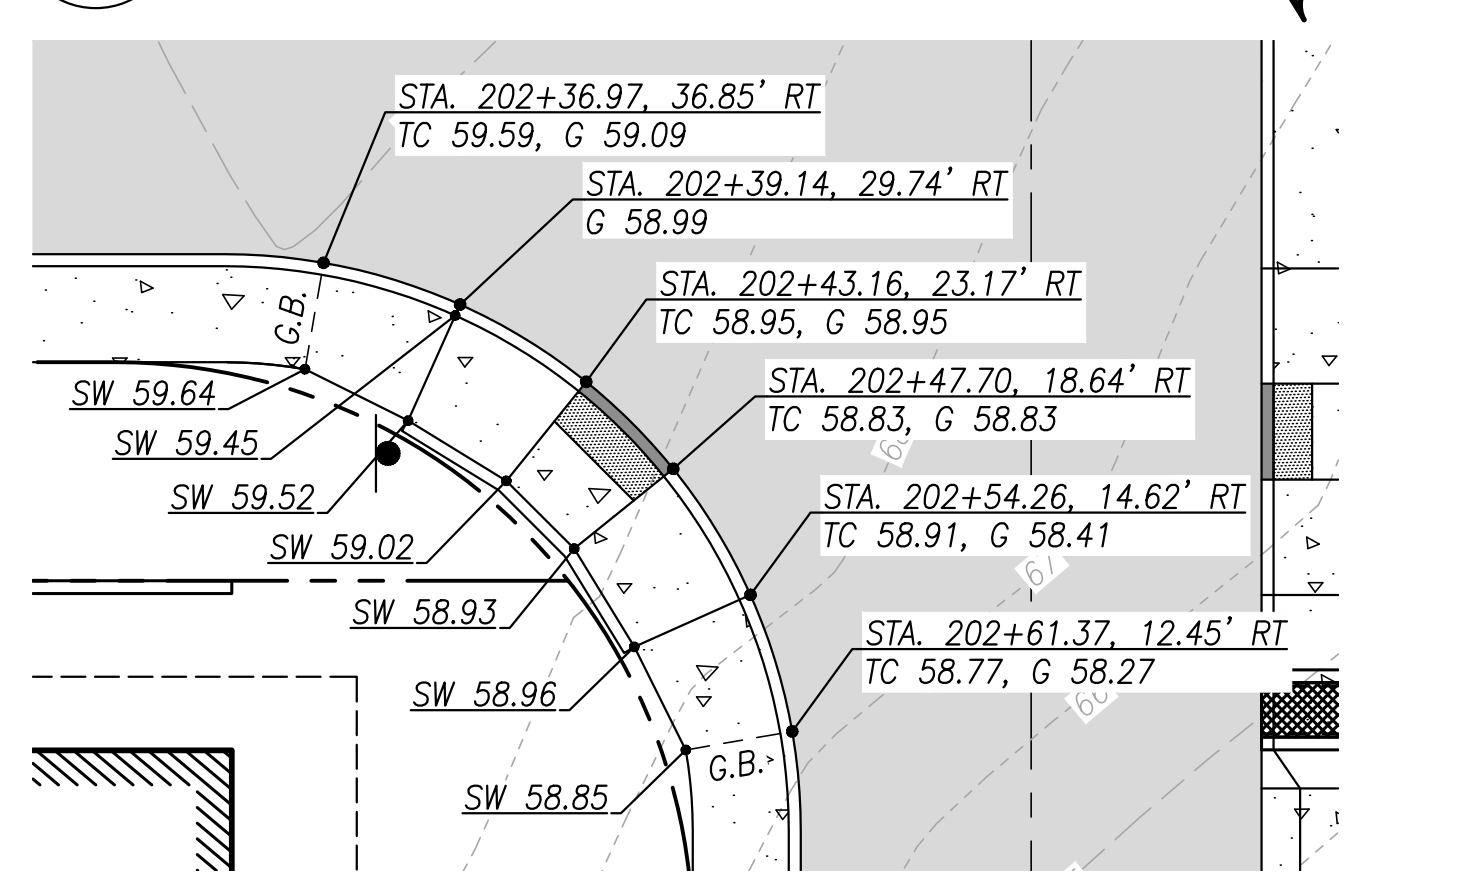 STA. 202+36.97, 36.85' RT
TC 59.59, G 59.09
STA. 202+39.14, 29.74' RT
G 58.99
STA. 202+43.16, 23.17' RT
TC 58.95, G 58.95
G.B.
STA. 202+47.70, 18.64' RT
TC 58.83, G 58.83
SW 59.64
SW 59.45
STA. 202+54.26, 14.62' RT
TC 58.91, G 58.41
SW 59.52
SW 59.02
67
SW 58.93
STA. 202+61.37, 12.45' RT
TC 58.77, G 58.27
SW 58.96
G.B.
SW 58.85